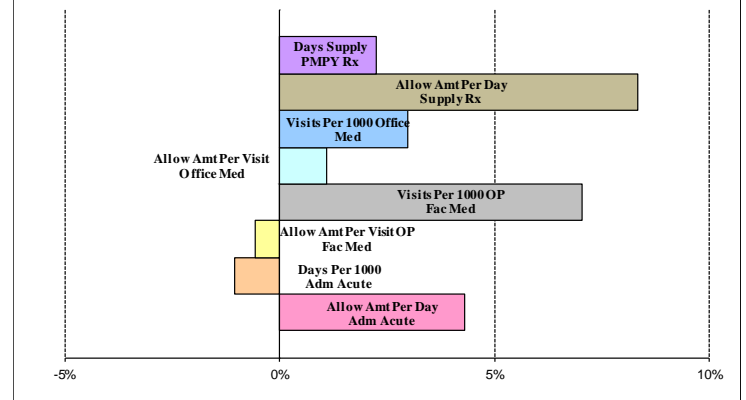 Days Supply
PMPY Rx
Allow Amt Per Day
Supply Rx
Visits Per 1000 Office
Med
Allow Amt Per Visit
Office Med
Visits Per 1000 OP
Fac Med
Allow Amt Per Visit OP
Fac Med
Days Per 1000
Adm Acute
Allow Amt Per Day
Adm Acute
-5% 0% 5% 10%